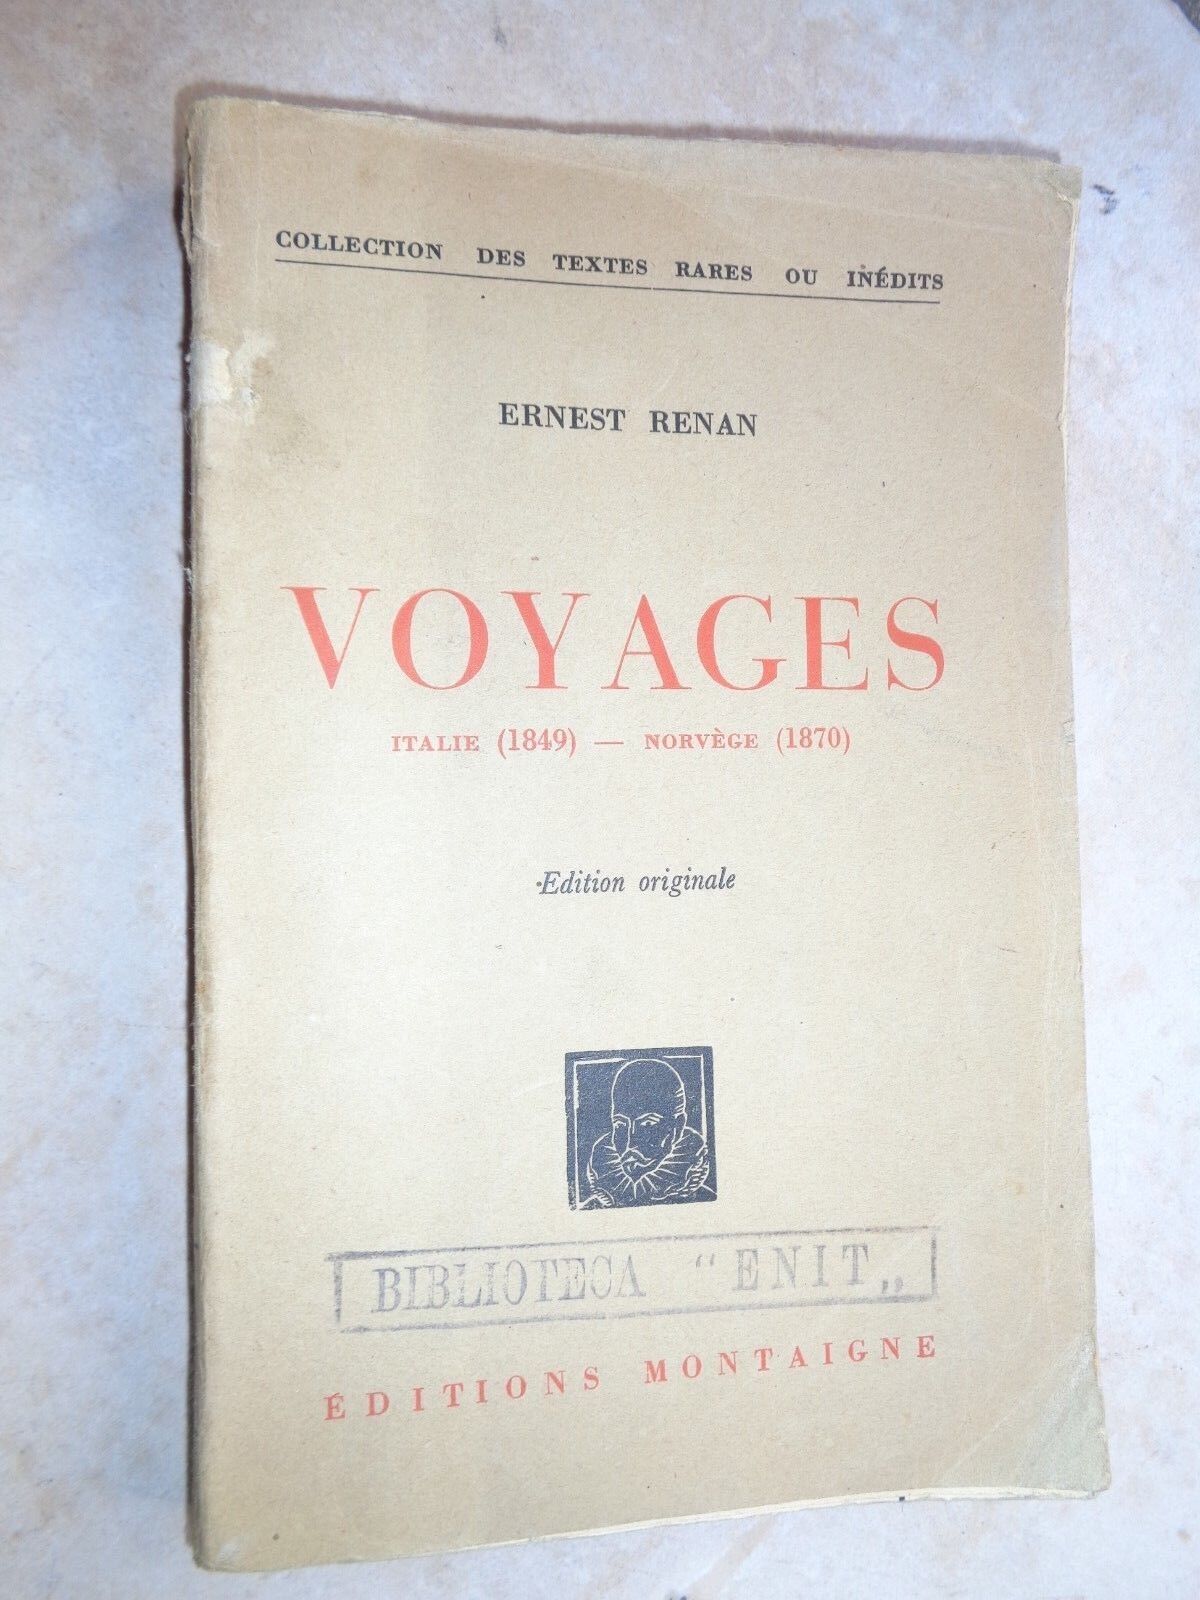 COLLECTION DES TEXTES RARES OU INÉDITS
ERNEST RENAN
VOYAGES
ITALIE (1849) — NORVÈGE (1870)
Edition originale
BIBLIOTECA “ENIT„
ÉDITIONS MONTAIGNE